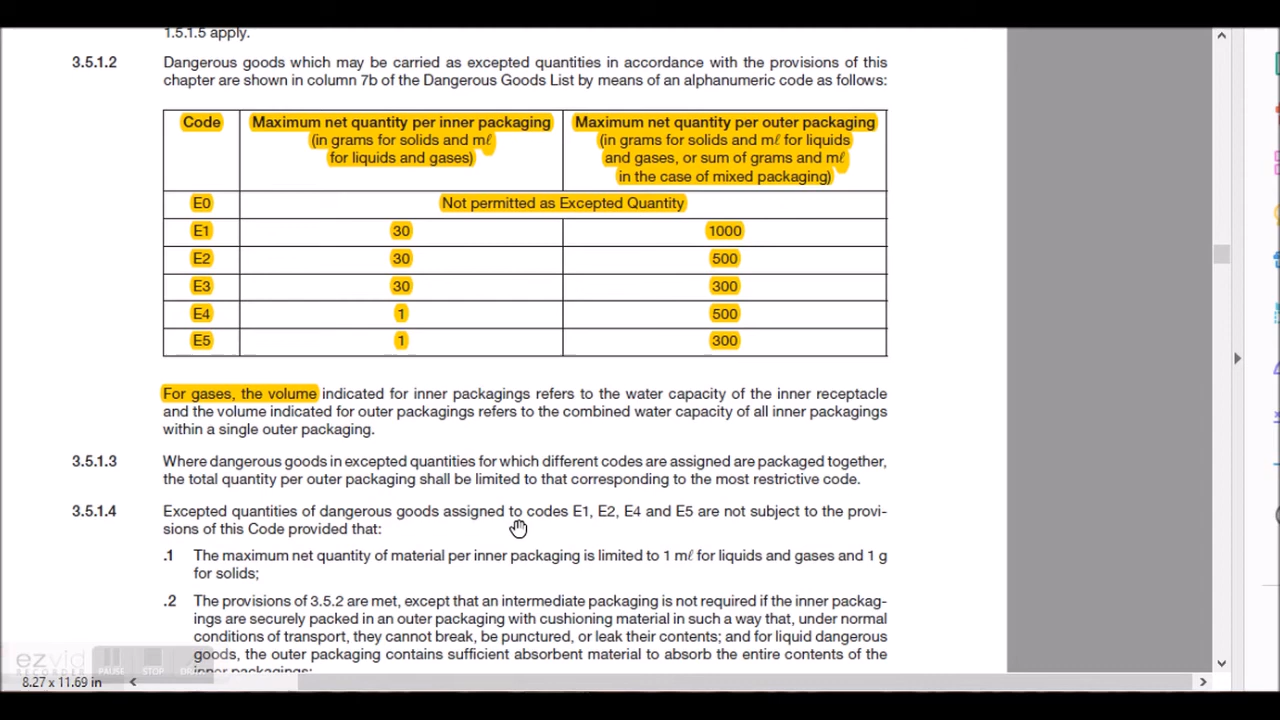 1.5.1.5 apply.
3.5.1.2 Dangerous goods which may be carried as excepted quantities in accordance with the provisions of this
chapter are shown in column 7b of the Dangerous Goods List by means of an alphanumeric code as follows:
Code Maximum net quantity per inner packaging Maximum net quantity per outer packaging
(in grams for solids and mℓ (in grams for solids and mℓ for liquids
for liquids and gases) and gases, or sum of grams and mℓ
in the case of mixed packaging)
E0 Not permitted as Excepted Quantity
E1 30 1000
E2 30 500
E3 30 300
E4 1 500
E5 1 300
For gases, the volume indicated for inner packagings refers to the water capacity of the inner receptacle
and the volume indicated for outer packagings refers to the combined water capacity of all inner packagings
within a single outer packaging.
3.5.1.3 Where dangerous goods in excepted quantities for which different codes are assigned are packaged together,
the total quantity per outer packaging shall be limited to that corresponding to the most restrictive code.
3.5.1.4 Excepted quantities of dangerous goods assigned to codes E1, E2, E4 and E5 are not subject to the provi-
sions of this Code provided that:
.1 The maximum net quantity of material per inner packaging is limited to 1 mℓ for liquids and gases and 1 g
for solids;
.2 The provisions of 3.5.2 are met, except that an intermediate packaging is not required if the inner packag-
ings are securely packed in an outer packaging with cushioning material in such a way that, under normal
conditions of transport, they cannot break, be punctured, or leak their contents; and for liquid dangerous
goods, the outer packaging contains sufficient absorbent material to absorb the entire contents of the
inner packagings;
ezvid
RECORDER PAUSE STOP
8.27 x 11.69 in